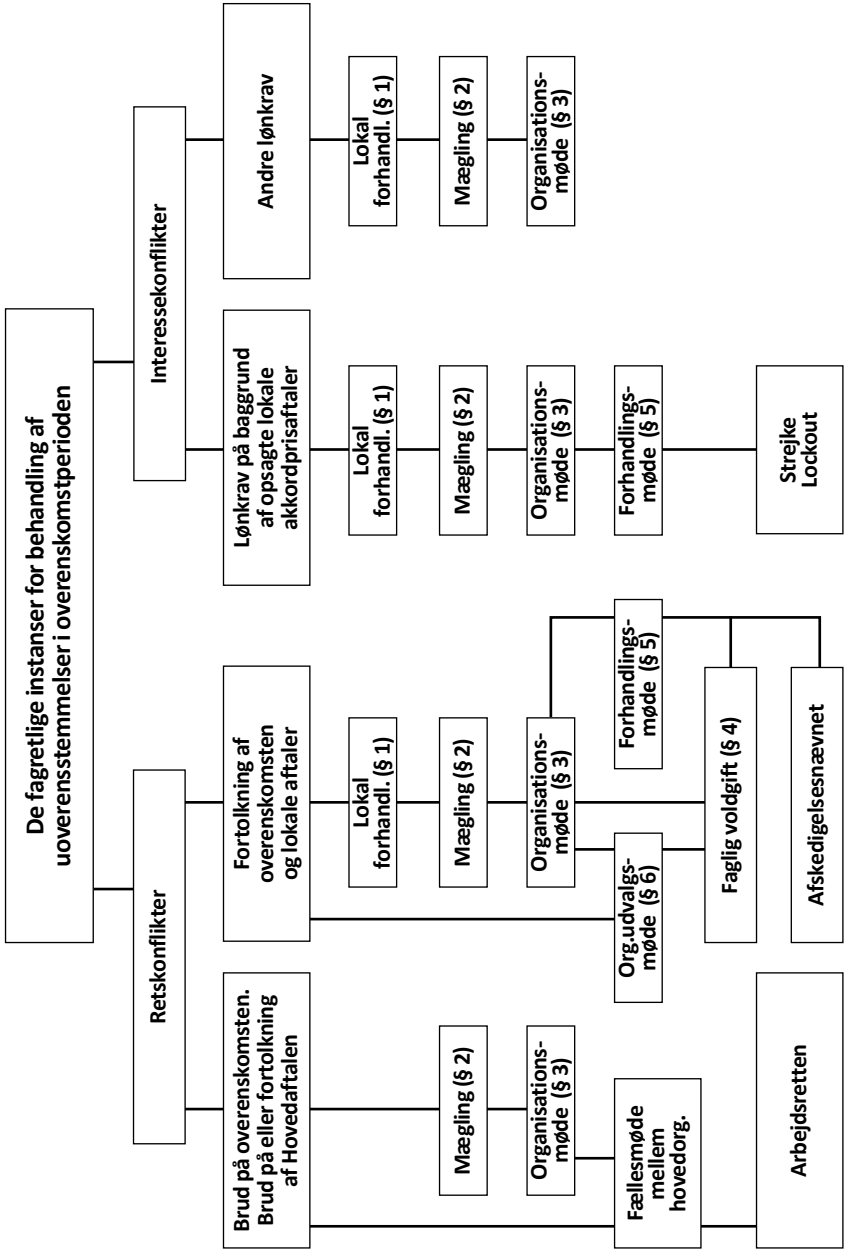 De fagretlige instanser for behandling af
uoverensstemmelser i overenskomstperioden
Retskonflikter
Interessekonflikter
Brud på overenskomsten.
Brud på eller fortolkning
af Hovedaftalen
Fortolkning af
overenskomsten
og lokale aftaler
Lønkrav på baggrund
af opsagte lokale
akkordprisaftaler
Andre lønkrav
Lokal
forhandl. (§ 1)
Lokal
forhandl. (§ 1)
Lokal
forhandl. (§ 1)
Mægling (§ 2)
Mægling (§ 2)
Mægling (§ 2)
Mægling (§ 2)
Organisations-
møde (§ 3)
Organisations-
møde (§ 3)
Organisations-
møde (§ 3)
Organisations-
møde (§ 3)
Fællesmøde
mellem
hovedorg.
Org.udvalgs-
møde (§ 6)
Forhandlings-
møde (§ 5)
Forhandlings-
møde (§ 5)
Faglig voldgift (§ 4)
Arbejdsretten
Afskedigelsesnævnet
Strejke
Lockout